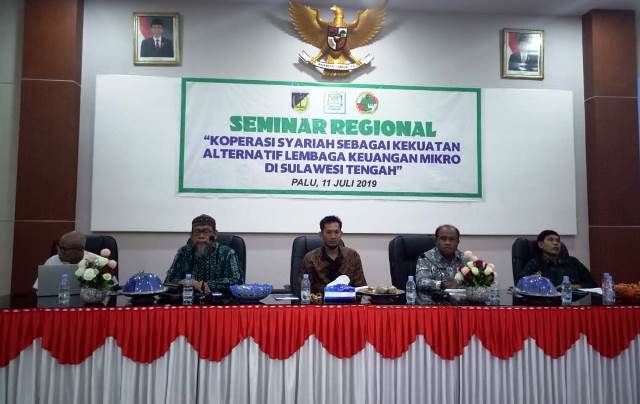 SEMINAR REGIONAL
"KOPERASI SYARIAH SEBAGAI KEKUATAN
ALTERNATIF LEMBAGA KEUANGAN MIKRO
DI SULAWESI TENGAH"
PALU, 11 JULI 2019